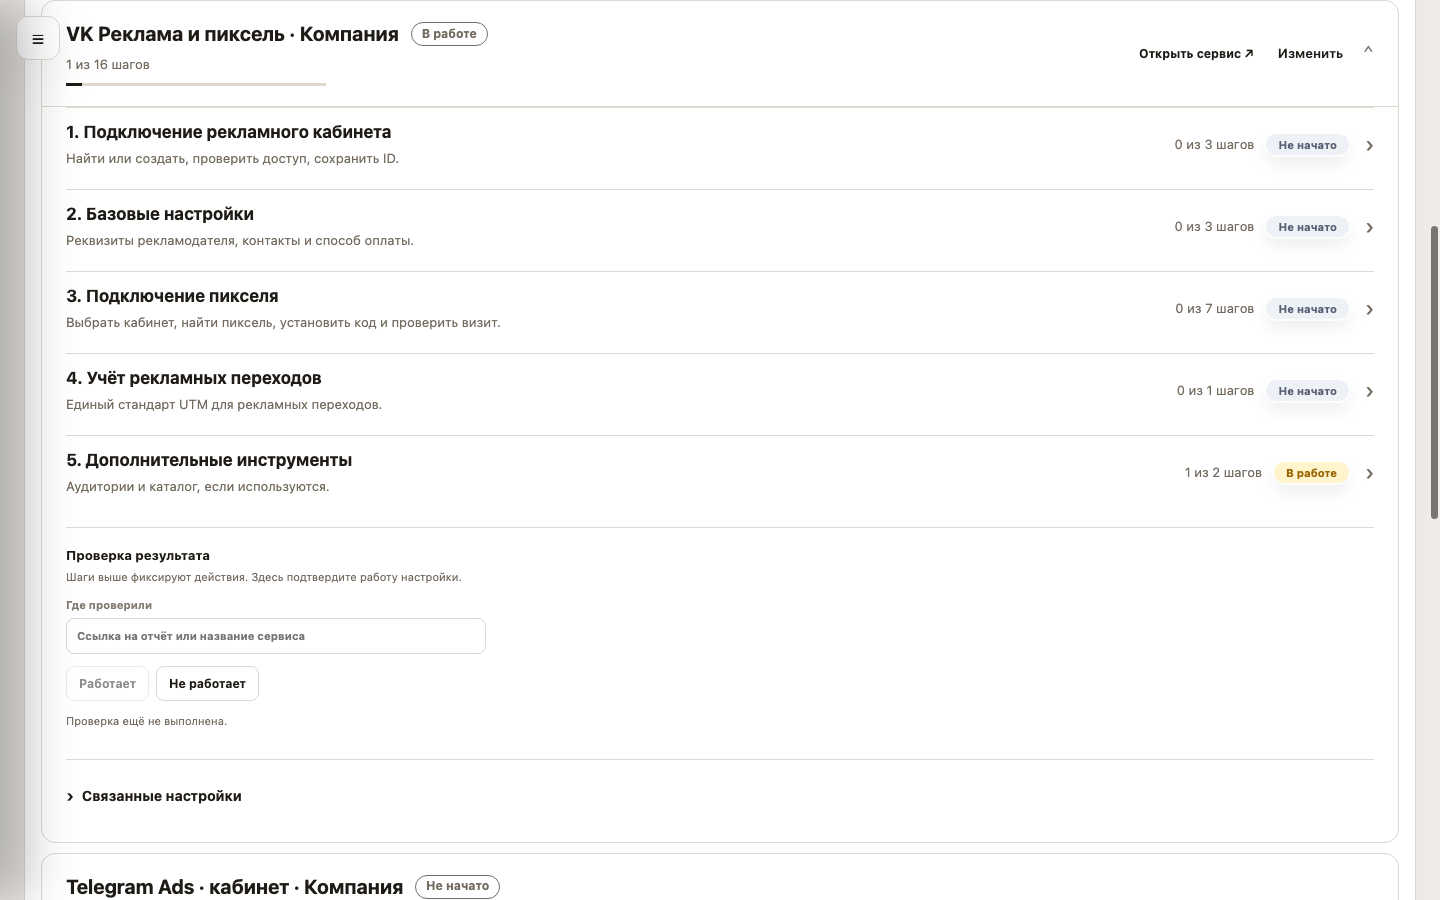 VK Реклама и пиксель · Компания
В работе
1 из 16 шагов
Открыть сервис ↗
Изменить
1. Подключение рекламного кабинета
Найти или создать, проверить доступ, сохранить ID.
0 из 3 шагов
Не начато
2. Базовые настройки
Реквизиты рекламодателя, контакты и способ оплаты.
0 из 3 шагов
Не начато
3. Подключение пикселя
Выбрать кабинет, найти пиксель, установить код и проверить визит.
0 из 7 шагов
Не начато
4. Учёт рекламных переходов
Единый стандарт UTM для рекламных переходов.
0 из 1 шагов
Не начато
5. Дополнительные инструменты
Аудитории и каталог, если используются.
1 из 2 шагов
В работе
Проверка результата
Шаги выше фиксируют действия. Здесь подтвердите работу настройки.
Где проверили
Ссылка на отчёт или название сервиса
Работает
Не работает
Проверка ещё не выполнена.
Связанные настройки
Telegram Ads · кабинет · Компания
Не начато